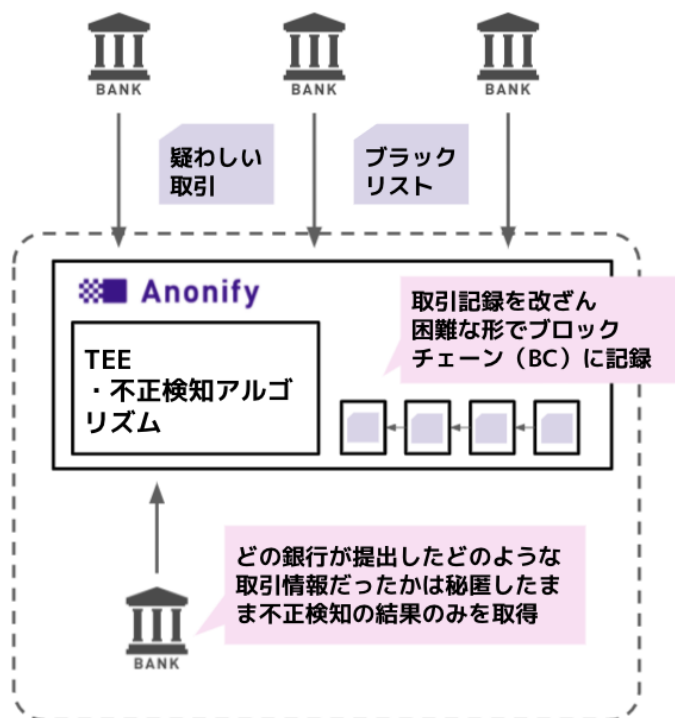 BANK
BANK
BANK
疑わしい
取引
ブラック
リスト
Anonify
取引記録を改ざん
困難な形でブロック
チェーン（BC）に記録
TEE
・不正検知アルゴ
リズム
どの銀行が提出したどのような
取引情報だったかは秘匿したま
ま不正検知の結果のみを取得
BANK